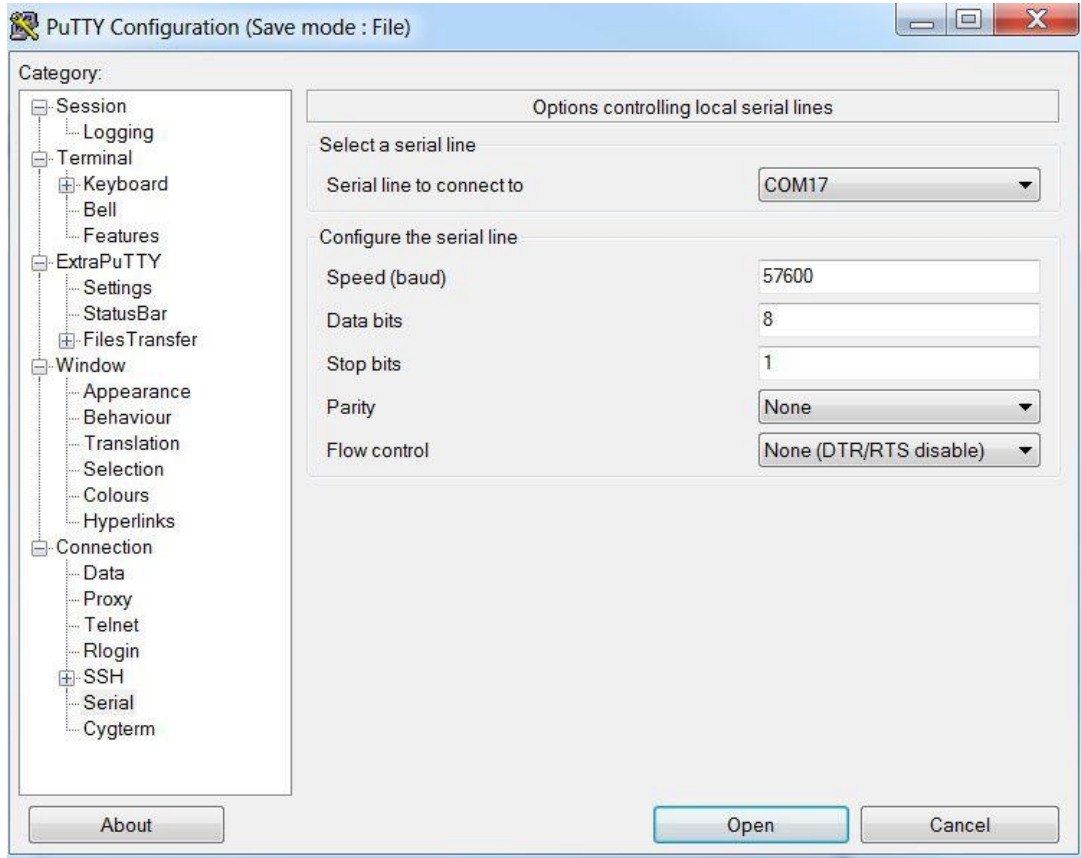 PuTTY Configuration (Save mode : File)
Category:
Session
Logging
Terminal
Keyboard
Bell
Features
ExtraPuTTY
Settings
StatusBar
FilesTransfer
Window
Appearance
Behaviour
Translation
Selection
Colours
Hyperlinks
Connection
Data
Proxy
Telnet
Rlogin
SSH
Serial
Cygterm
Options controlling local serial lines
Select a serial line
Serial line to connect to COM17
Configure the serial line
Speed (baud) 57600
Data bits 8
Stop bits 1
Parity None
Flow control None (DTR/RTS disable)
About Open Cancel